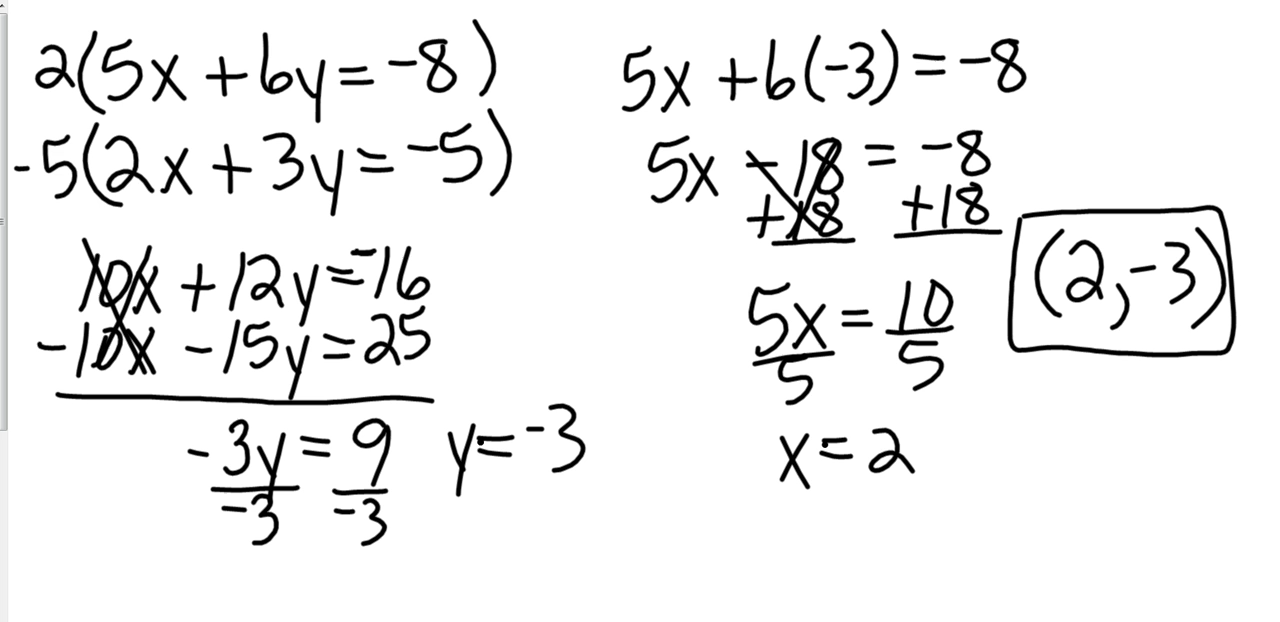 2(5x + 6y = -8)
-5(2x + 3y = -5)
10x + 12y = -16
-10x - 15y = 25
-3y = 9
-3 -3
y = -3
5x + 6(-3) = -8
5x - 18 = -8
+18 +18
5x = 10
5 5
x = 2
(2, -3)